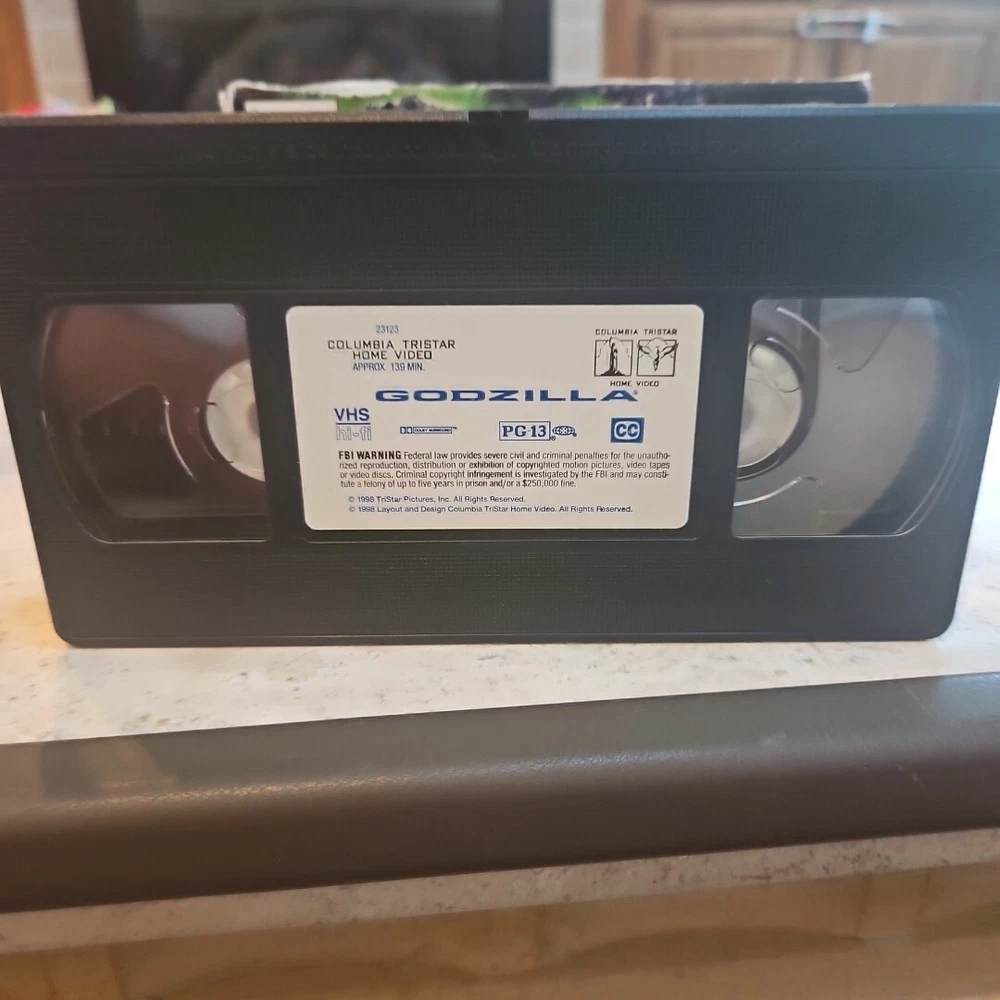 23123
COLUMBIA TRISTAR
HOME VIDEO
APPROX. 139 MIN.
COLUMBIA TRISTAR
HOME VIDEO
GODZILLA®
VHS
hi-fi
DOLBY SURROUND™
PG-13®
CC
FBI WARNING Federal law provides severe civil and criminal penalties for the unautho-
rized reproduction, distribution or exhibition of copyrighted motion pictures, video tapes
or video discs. Criminal copyright infringement is investigated by the FBI and may consti-
tute a felony of up to five years in prison and/or a $250,000 fine.
© 1998 TriStar Pictures, Inc. All Rights Reserved.
© 1998 Layout and Design Columbia TriStar Home Video. All Rights Reserved.